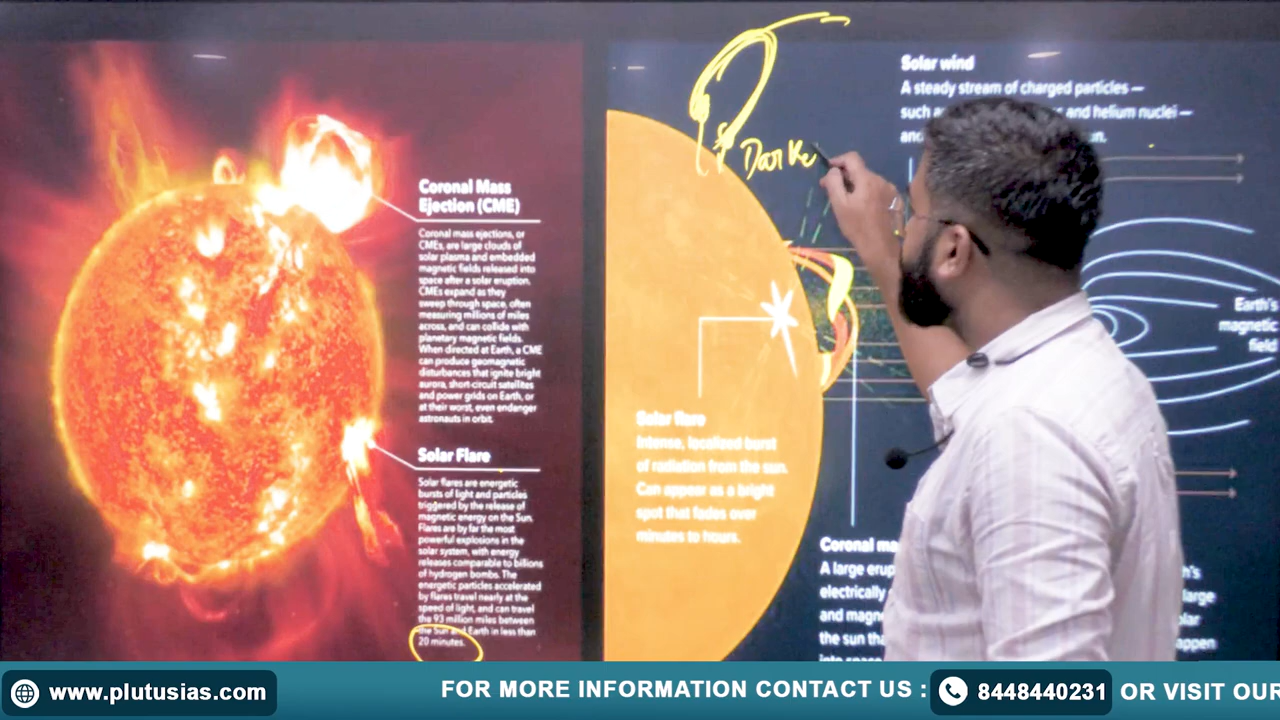 Coronal Mass
Ejection (CME)
Coronal mass ejections, or
CMEs, are large clouds of
solar plasma and embedded
magnetic fields released into
space after a solar eruption.
CMEs expand as they
sweep through space, often
measuring millions of miles
across, and can collide with
planetary magnetic fields.
When directed at Earth, a CME
can produce geomagnetic
disturbances that ignite bright
aurora, short-circuit satellites
and power grids on Earth, or
at their worst, even endanger
astronauts in orbit.
Solar Flare
Solar flares are energetic
bursts of light and particles
triggered by the release of
magnetic energy on the Sun.
Flares are by far the most
powerful explosions in the
solar system, with energy
releases comparable to billions
of hydrogen bombs. The
energetic particles accelerated
by flares travel nearly at the
speed of light, and can travel
the 93 million miles between
the Sun and Earth in less than
20 minutes.
Darke
Solar wind
A steady stream of charged particles —
such and helium nuclei —
Earth's
magnetic
field
Solar flare
Intense, localised burst
of radiation from the sun.
Can appear as a bright
spot that fades over
minutes to hours.
Coronal
A large
electrically
and
the sun
large
www.plutusias.com
FOR MORE INFORMATION CONTACT US :
8448440231
OR VISIT OUR